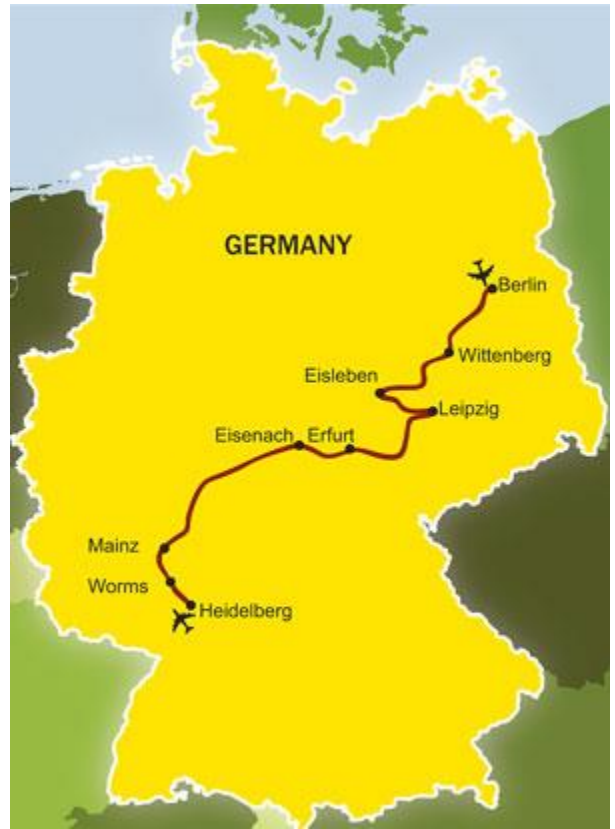 GERMANY
Berlin
Wittenberg
Eisleben
Leipzig
Eisenach Erfurt
Mainz
Worms
Heidelberg